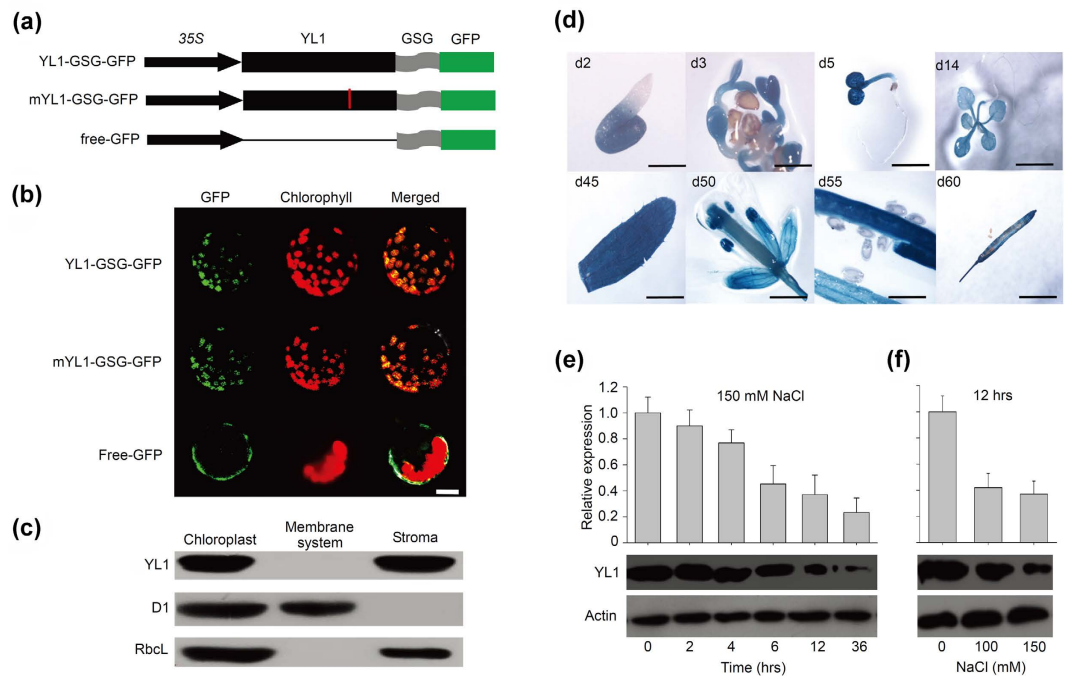 (a)
35S YL1 GSG GFP
YL1-GSG-GFP
mYL1-GSG-GFP
free-GFP
(b)
GFP Chlorophyll Merged
YL1-GSG-GFP
mYL1-GSG-GFP
Free-GFP
(c)
Chloroplast Membrane system Stroma
YL1
D1
RbcL
(d)
d2 d3 d5 d14
d45 d50 d55 d60
(e)
150 mM NaCl
Relative expression
1.2
1.0
0.8
0.6
0.4
0.2
0
YL1
Actin
0 2 4 6 12 36
Time (hrs)
(f)
12 hrs
0 100 150
NaCl (mM)